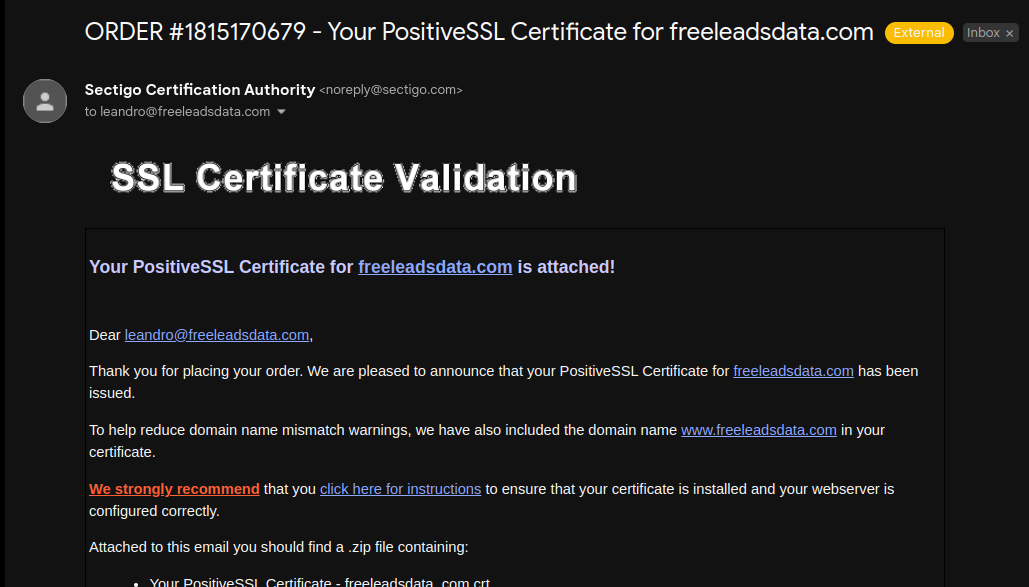 ORDER #1815170679 - Your PositiveSSL Certificate for freeleadsdata.com External Inbox ×
Sectigo Certification Authority <noreply@sectigo.com>
to leandro@freeleadsdata.com
SSL Certificate Validation
Your PositiveSSL Certificate for freeleadsdata.com is attached!
Dear leandro@freeleadsdata.com,
Thank you for placing your order. We are pleased to announce that your PositiveSSL Certificate for freeleadsdata.com has been
issued.
To help reduce domain name mismatch warnings, we have also included the domain name www.freeleadsdata.com in your
certificate.
We strongly recommend that you click here for instructions to ensure that your certificate is installed and your webserver is
configured correctly.
Attached to this email you should find a .zip file containing:
• Your PositiveSSL Certificate - freeleadsdata_com.crt